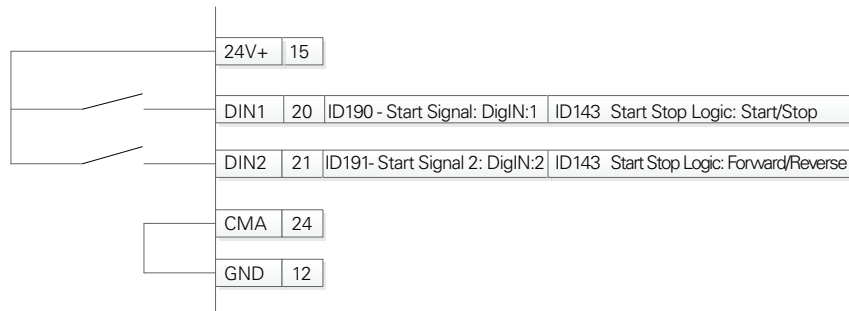 24V+ 15
DIN1 20 ID190 - Start Signal: DigIN:1 ID143 Start Stop Logic: Start/Stop
DIN2 21 ID191- Start Signal 2: DigIN:2 ID143 Start Stop Logic: Forward/Reverse
CMA 24
GND 12